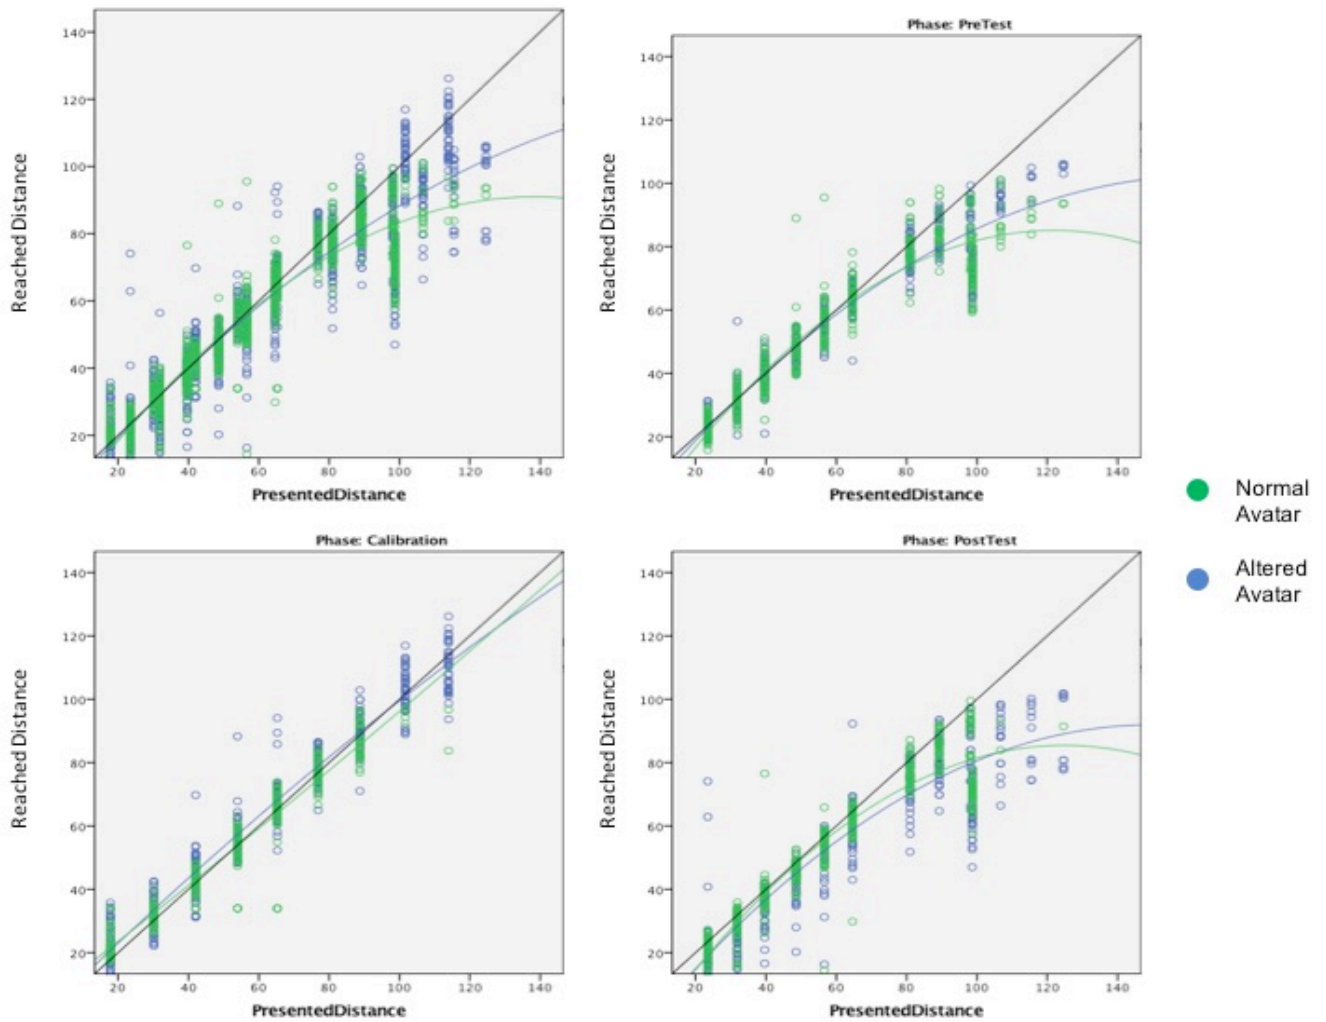 Phase: PreTest
Reached Distance
140
120
100
80
60
40
20
20 40 60 80 100 120 140
PresentedDistance
Reached Distance
140
120
100
80
60
40
20
20 40 60 80 100 120 140
PresentedDistance
Phase: Calibration
Reached Distance
140
120
100
80
60
40
20
20 40 60 80 100 120 140
PresentedDistance
Phase: PostTest
Reached Distance
140
120
100
80
60
40
20
20 40 60 80 100 120 140
PresentedDistance
Normal
Avatar
Altered
Avatar